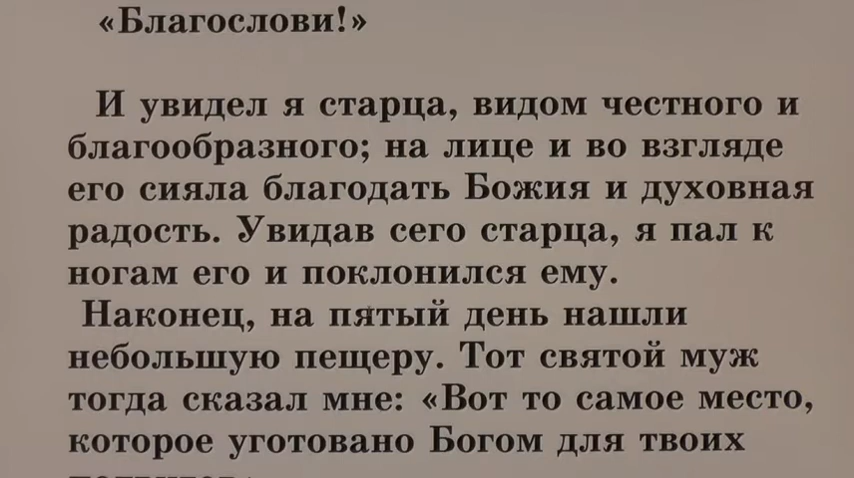 «Благослови!»
И увидел я старца, видом честного и
благообразного; на лице и во взгляде
его сияла благодать Божия и духовная
радость. Увидав сего старца, я пал к
ногам его и поклонился ему.
Наконец, на пятый день нашли
небольшую пещеру. Тот святой муж
тогда сказал мне: «Вот то самое место,
которое уготовано Богом для твоих